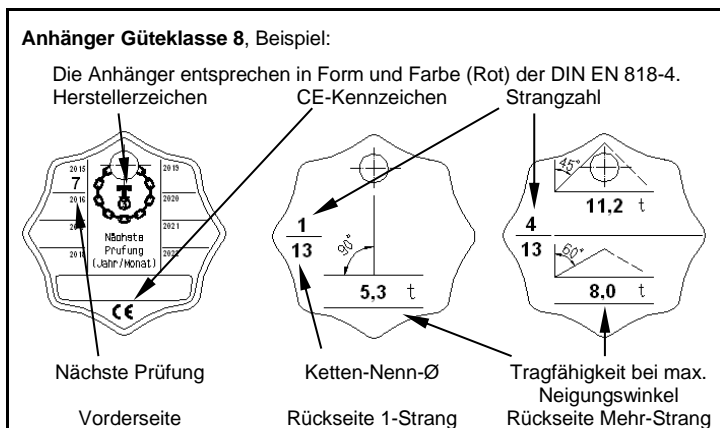 Anhänger Güteklasse 8, Beispiel:
Die Anhänger entsprechen in Form und Farbe (Rot) der DIN EN 818-4.
Herstellerzeichen CE-Kennzeichen Strangzahl
2015 2019
7
2016 2020
2021
Nächste
Prüfung
(Jahr/Monat)
CE
1
13
90°
5,3 t
45°
11,2 t
4
13
60°
8,0 t
Nächste Prüfung Ketten-Nenn-Ø Tragfähigkeit bei max.
Neigungswinkel
Vorderseite Rückseite 1-Strang Rückseite Mehr-Strang